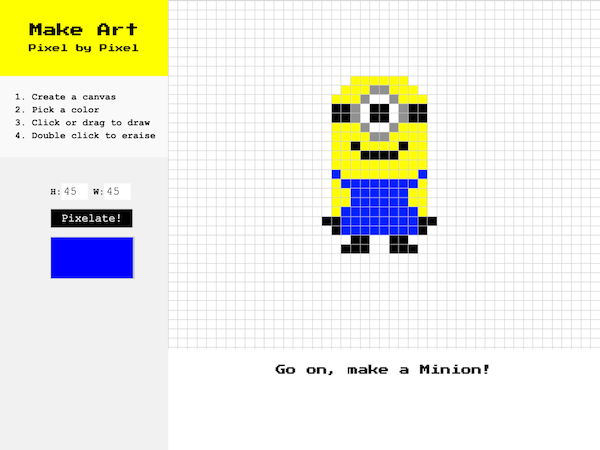 Make Art
Pixel by Pixel
1. Create a canvas
2. Pick a color
3. Click or drag to draw
4. Double click to eraise
H: 45 W: 45
Pixelate!
Go on, make a Minion!